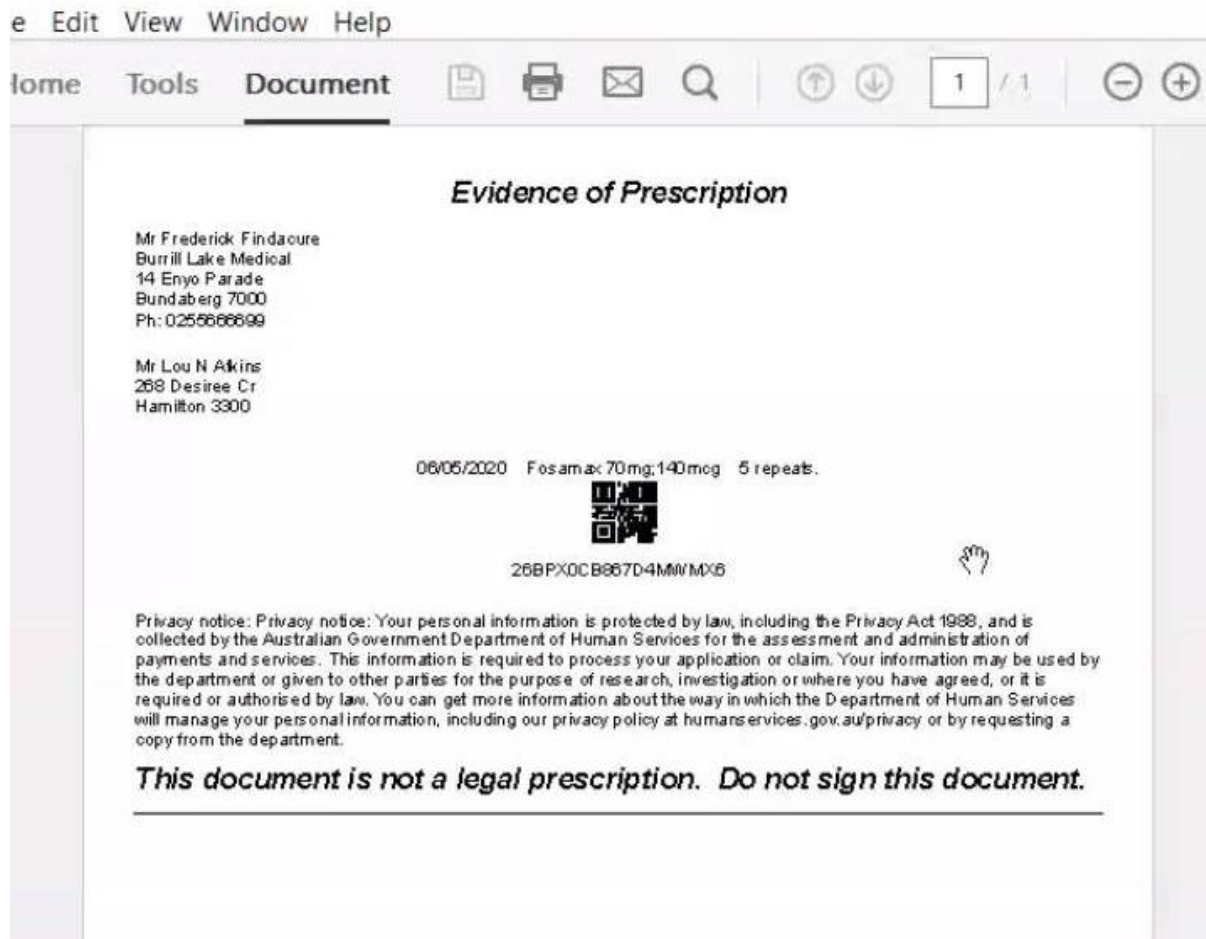 e Edit View Window Help
Home Tools Document 1 / 1
Evidence of Prescription
Mr Frederick Findacure
Burrill Lake Medical
14 Enyo Parade
Bundaberg 7000
Ph: 0255666699
Mr Lou N Atkins
268 Desiree Cr
Hamilton 3300
06/05/2020 Fosamax 70mg;140mcg 5 repeats.
26BPX0CB867D4MWMX6
Privacy notice: Privacy notice: Your personal information is protected by law, including the Privacy Act 1988, and is
collected by the Australian Government Department of Human Services for the assessment and administration of
payments and services. This information is required to process your application or claim. Your information may be used by
the department or given to other parties for the purpose of research, investigation or where you have agreed, or it is
required or authorised by law. You can get more information about the way in which the Department of Human Services
will manage your personal information, including our privacy policy at humanservices.gov.au/privacy or by requesting a
copy from the department.
This document is not a legal prescription. Do not sign this document.